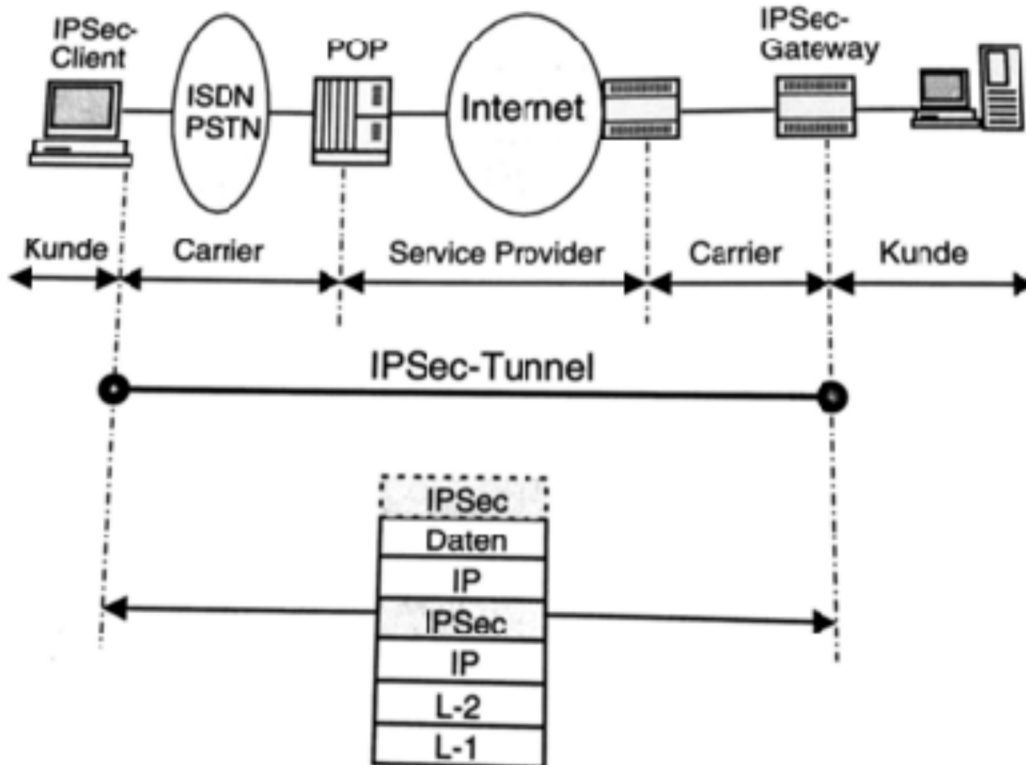 IPSec-
Client
ISDN
PSTN
POP
Internet
IPSec-
Gateway
Kunde
Carrier
Service Provider
Carrier
Kunde
IPSec-Tunnel
IPSec
Daten
IP
IPSec
IP
L-2
L-1